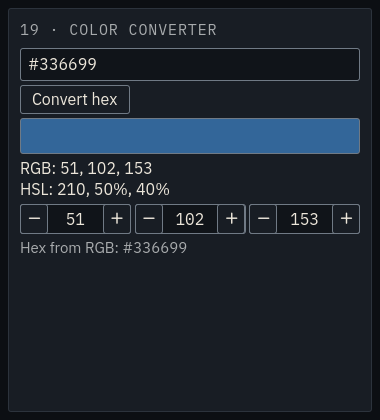 19 · COLOR CONVERTER
#336699
Convert hex
RGB: 51, 102, 153
HSL: 210, 50%, 40%
− 51 + − 102 + − 153 +
Hex from RGB: #336699